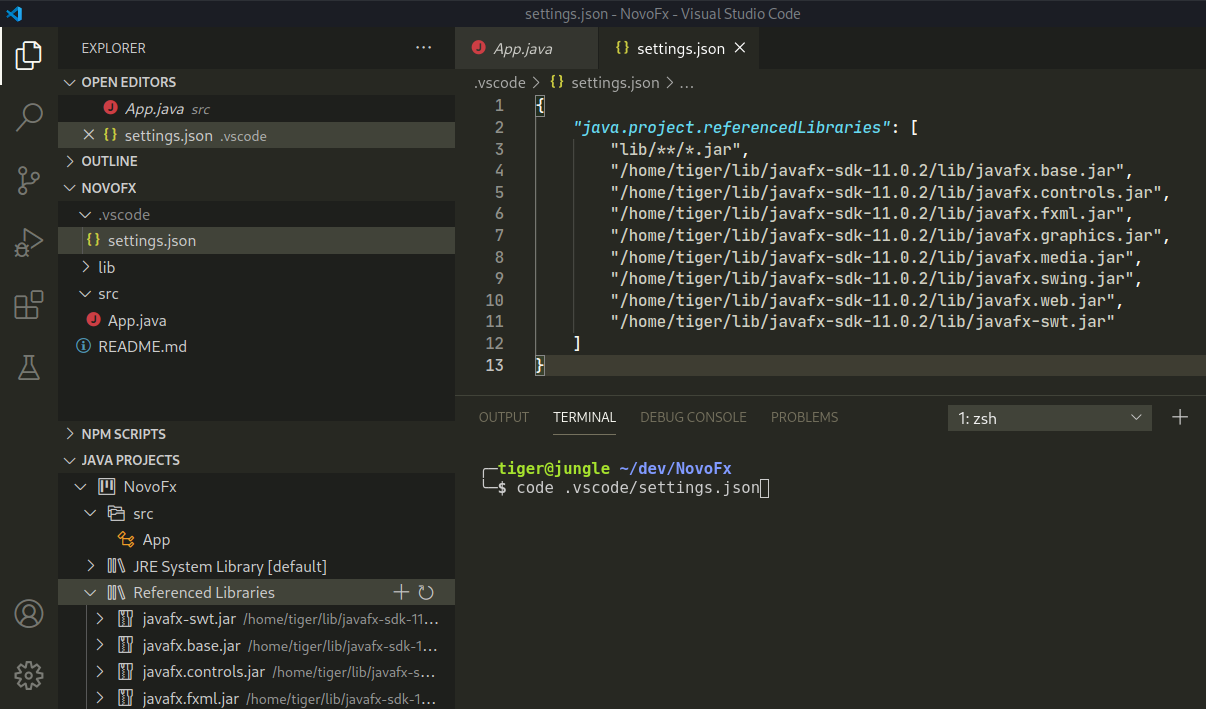 settings.json - NovoFx - Visual Studio Code
EXPLORER
OPEN EDITORS
App.java src
settings.json .vscode
OUTLINE
NOVOFX
.vscode
{} settings.json
lib
src
App.java
README.md
NPM SCRIPTS
JAVA PROJECTS
NovoFx
src
App
JRE System Library [default]
Referenced Libraries
javafx-swt.jar /home/tiger/lib/javafx-sdk-11...
javafx.base.jar /home/tiger/lib/javafx-sdk-1...
javafx.controls.jar /home/tiger/lib/javafx-s...
javafx.fxml.jar /home/tiger/lib/javafx-sdk-1...
App.java
{} settings.json
.vscode > {} settings.json > ...
1 {
2 "java.project.referencedLibraries": [
3 "lib/**/*.jar",
4 "/home/tiger/lib/javafx-sdk-11.0.2/lib/javafx.base.jar",
5 "/home/tiger/lib/javafx-sdk-11.0.2/lib/javafx.controls.jar",
6 "/home/tiger/lib/javafx-sdk-11.0.2/lib/javafx.fxml.jar",
7 "/home/tiger/lib/javafx-sdk-11.0.2/lib/javafx.graphics.jar",
8 "/home/tiger/lib/javafx-sdk-11.0.2/lib/javafx.media.jar",
9 "/home/tiger/lib/javafx-sdk-11.0.2/lib/javafx.swing.jar",
10 "/home/tiger/lib/javafx-sdk-11.0.2/lib/javafx.web.jar",
11 "/home/tiger/lib/javafx-sdk-11.0.2/lib/javafx-swt.jar"
12 ]
13 }
OUTPUT TERMINAL DEBUG CONSOLE PROBLEMS 1: zsh
tiger@jungle ~/dev/NovoFx
$ code .vscode/settings.json